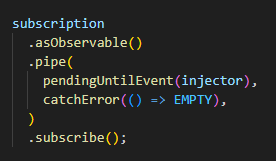 subscription
  .asObservable()
  .pipe(
    pendingUntilEvent(injector),
    catchError(() => EMPTY),
  )
  .subscribe();